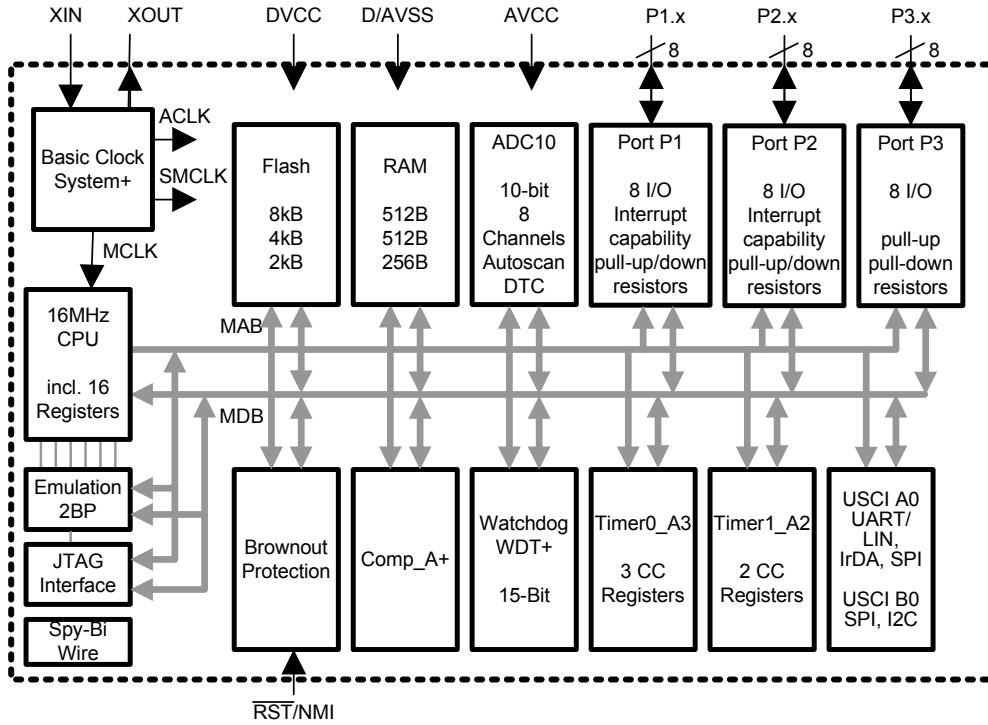 XIN
XOUT
DVCC
D/AVSS
AVCC
P1.x
P2.x
P3.x
8
8
8
Basic Clock
System+
ACLK
SMCLK
MCLK
Flash
8kB
4kB
2kB
RAM
512B
512B
256B
ADC10
10-bit
8
Channels
Autoscan
DTC
Port P1
8 I/O
Interrupt
capability
pull-up/down
resistors
Port P2
8 I/O
Interrupt
capability
pull-up/down
resistors
Port P3
8 I/O
pull-up
pull-down
resistors
16MHz
CPU
incl. 16
Registers
MAB
MDB
Emulation
2BP
JTAG
Interface
Spy-Bi
Wire
Brownout
Protection
Comp_A+
Watchdog
WDT+
15-Bit
Timer0_A3
3 CC
Registers
Timer1_A2
2 CC
Registers
USCI A0
UART/
LIN,
IrDA, SPI
USCI B0
SPI, I2C
RST/NMI